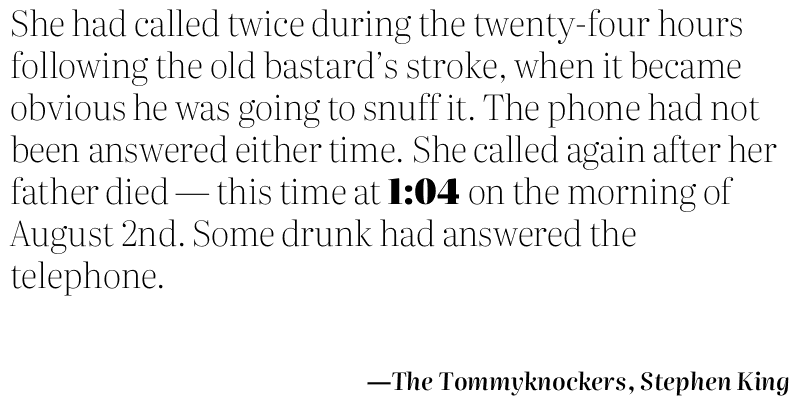 She had called twice during the twenty-four hours
following the old bastard’s stroke, when it became
obvious he was going to snuff it. The phone had not
been answered either time. She called again after her
father died — this time at 1:04 on the morning of
August 2nd. Some drunk had answered the
telephone.
—The Tommyknockers, Stephen King